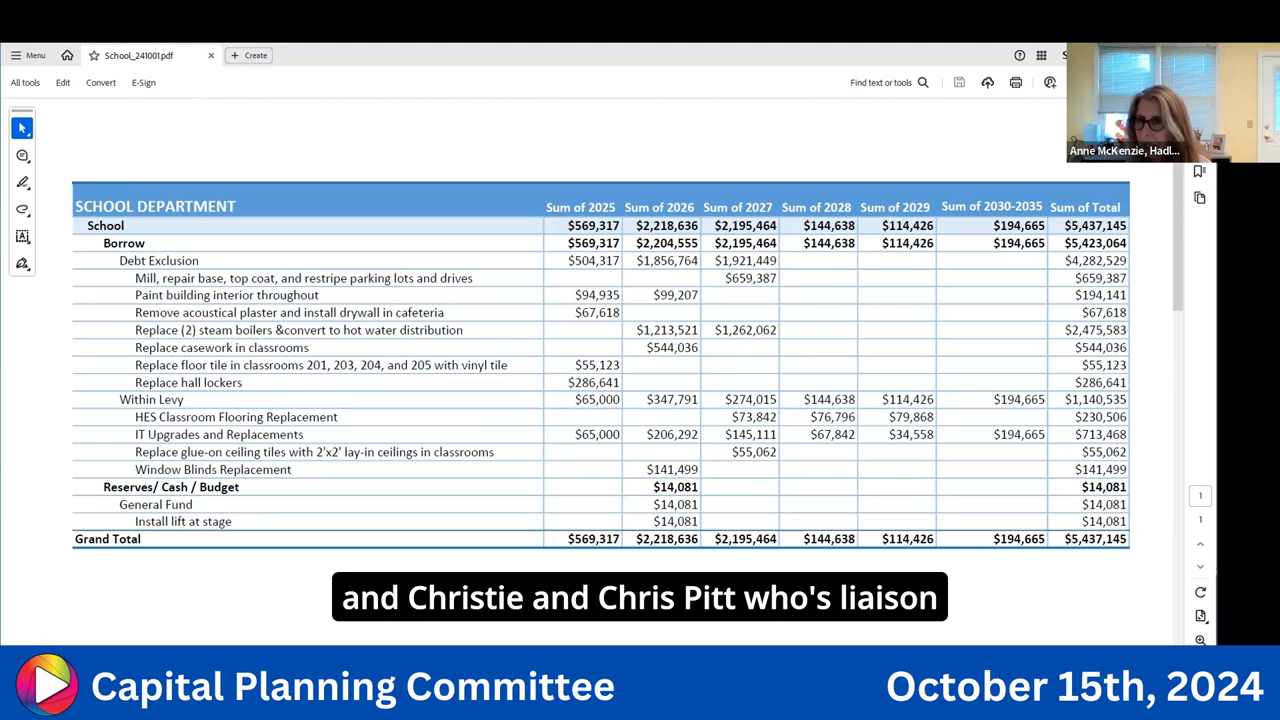 Menu School_241001.pdf Create
All tools Edit Convert E-Sign Find text or tools
Anne McKenzie, Hadl...
SCHOOL DEPARTMENT Sum of 2025 Sum of 2026 Sum of 2027 Sum of 2028 Sum of 2029 Sum of 2030-2035 Sum of Total
School $569,317 $2,218,636 $2,195,464 $144,638 $114,426 $194,665 $5,437,145
Borrow $569,317 $2,204,555 $2,195,464 $144,638 $114,426 $194,665 $5,423,064
Debt Exclusion $504,317 $1,856,764 $1,921,449 $4,282,529
Mill, repair base, top coat, and restripe parking lots and drives $659,387 $659,387
Paint building interior throughout $94,935 $99,207 $194,141
Remove acoustical plaster and install drywall in cafeteria $67,618 $67,618
Replace (2) steam boilers &convert to hot water distribution $1,213,521 $1,262,062 $2,475,583
Replace casework in classrooms $544,036 $544,036
Replace floor tile in classrooms 201, 203, 204, and 205 with vinyl tile $55,123 $55,123
Replace hall lockers $286,641 $286,641
Within Levy $65,000 $347,791 $274,015 $144,638 $114,426 $194,665 $1,140,535
HES Classroom Flooring Replacement $73,842 $76,796 $79,868 $230,506
IT Upgrades and Replacements $65,000 $206,292 $145,111 $67,842 $34,558 $194,665 $713,468
Replace glue-on ceiling tiles with 2'x2' lay-in ceilings in classrooms $55,062 $55,062
Window Blinds Replacement $141,499 $141,499
Reserves/ Cash / Budget $14,081 $14,081
General Fund $14,081 $14,081
Install lift at stage $14,081 $14,081
Grand Total $569,317 $2,218,636 $2,195,464 $144,638 $114,426 $194,665 $5,437,145
1
1
and Christie and Chris Pitt who's liaison
Capital Planning Committee October 15th, 2024